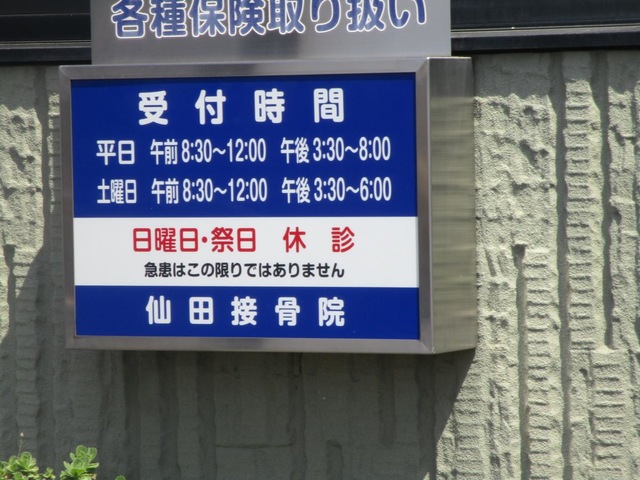 各種保険取り扱い
受付時間
平日 午前8:30～12:00 午後3:30～8:00
土曜日 午前8:30～12:00 午後3:30～6:00
日曜日・祭日 休診
急患はこの限りではありません
仙田接骨院